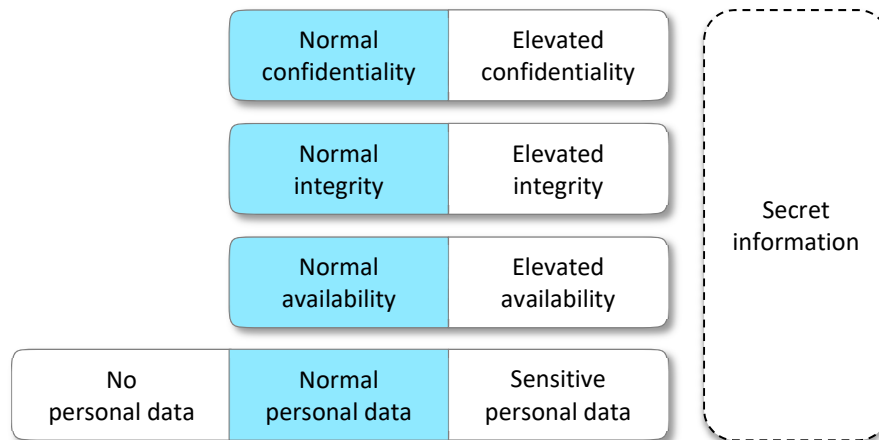 Normal
confidentiality
Elevated
confidentiality
Normal
integrity
Elevated
integrity
Normal
availability
Elevated
availability
No
personal data
Normal
personal data
Sensitive
personal data
Secret
information